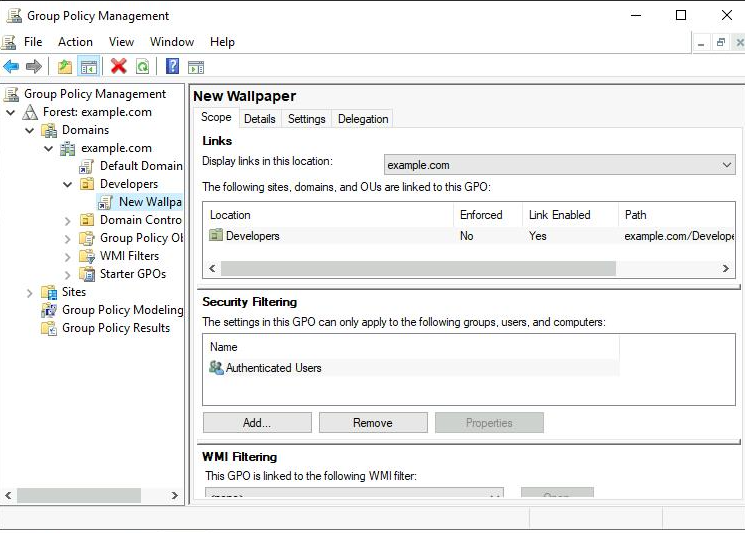 Group Policy Management
File Action View Window Help
Group Policy Management
Forest: example.com
Domains
example.com
Default Domain
Developers
New Wallpa
Domain Contro
Group Policy Ob
WMI Filters
Starter GPOs
Sites
Group Policy Modeling
Group Policy Results
New Wallpaper
Scope Details Settings Delegation
Links
Display links in this location: example.com
The following sites, domains, and OUs are linked to this GPO:
Location Enforced Link Enabled Path
Developers No Yes example.com/Develope
Security Filtering
The settings in this GPO can only apply to the following groups, users, and computers:
Name
Authenticated Users
Add... Remove Properties
WMI Filtering
This GPO is linked to the following WMI filter:
<none> Open